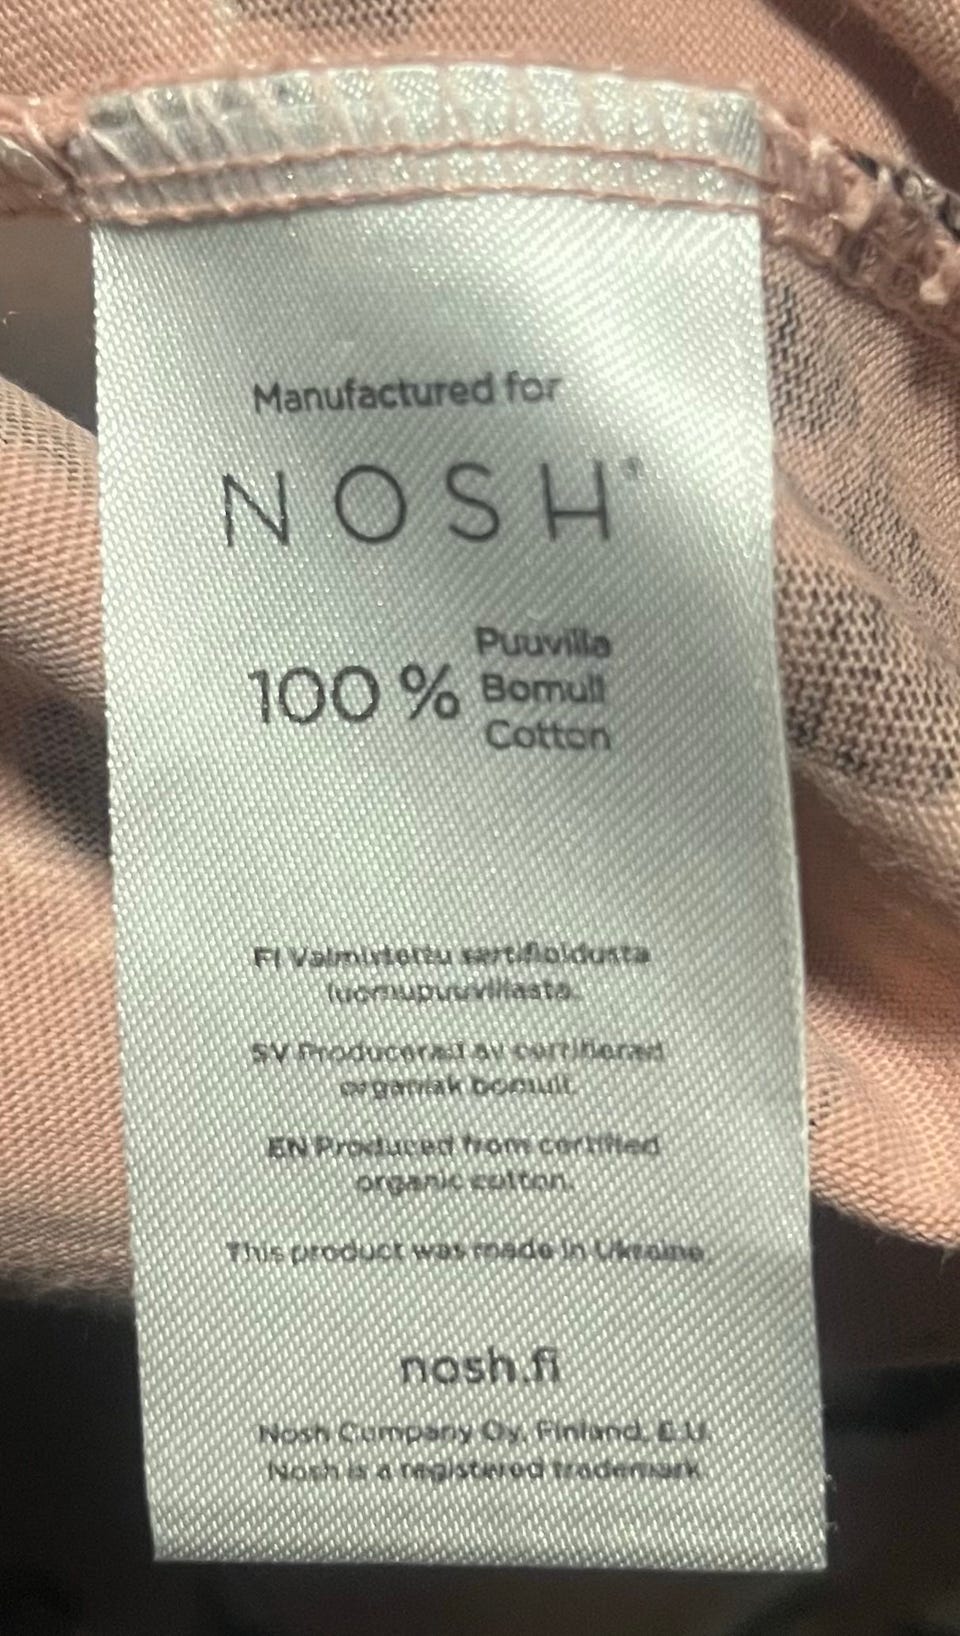 Manufactured for
NOSH®
100 % Puuvilla
Bomull
Cotton
FI Valmistettu sertifioidusta
luomupuuvillasta.
SV Producerad av certifierad
organisk bomull.
EN Produced from certified
organic cotton.
This product was made in Ukraine.
nosh.fi
Nosh Company Oy, Finland, E.U.
Nosh is a registered trademark.